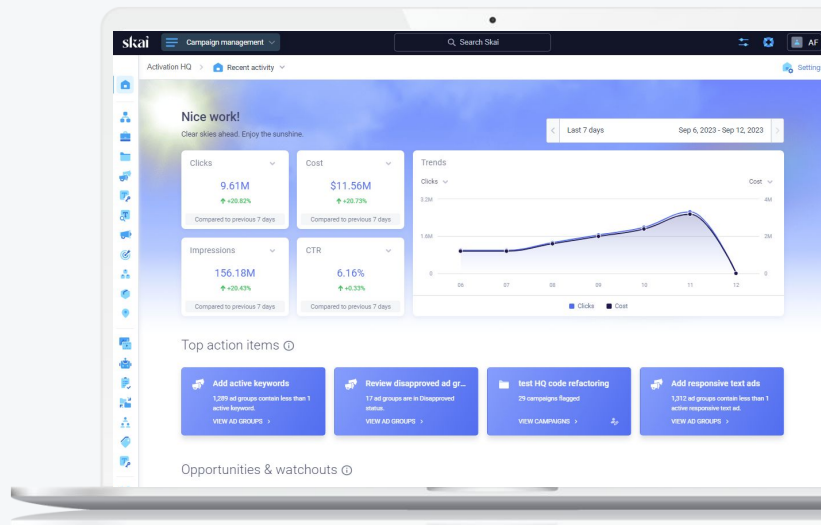 skai
Campaign management
Search Skai
AF
Activation HQ > Recent activity
Setting
Nice work!
Clear skies ahead. Enjoy the sunshine.
Last 7 days
Sep 6, 2023 - Sep 12, 2023
Clicks
9.61M
+20.82%
Compared to previous 7 days
Cost
$11.56M
+20.73%
Compared to previous 7 days
Impressions
156.18M
+20.43%
Compared to previous 7 days
CTR
6.16%
+0.33%
Compared to previous 7 days
Trends
Clicks
Cost
3.2M
4M
1.6M
2M
0
0
06 07 08 09 10 11 12
Clicks Cost
Top action items
Add active keywords
1,289 ad groups contain less than 1
active keyword.
VIEW AD GROUPS >
Review disapproved ad gr...
17 ad groups are in Disapproved
status.
VIEW AD GROUPS >
test HQ code refactoring
29 campaigns flagged
VIEW CAMPAIGNS >
Add responsive text ads
1,312 ad groups contain less than 1
active responsive text ad.
VIEW AD GROUPS >
Opportunities & watchouts